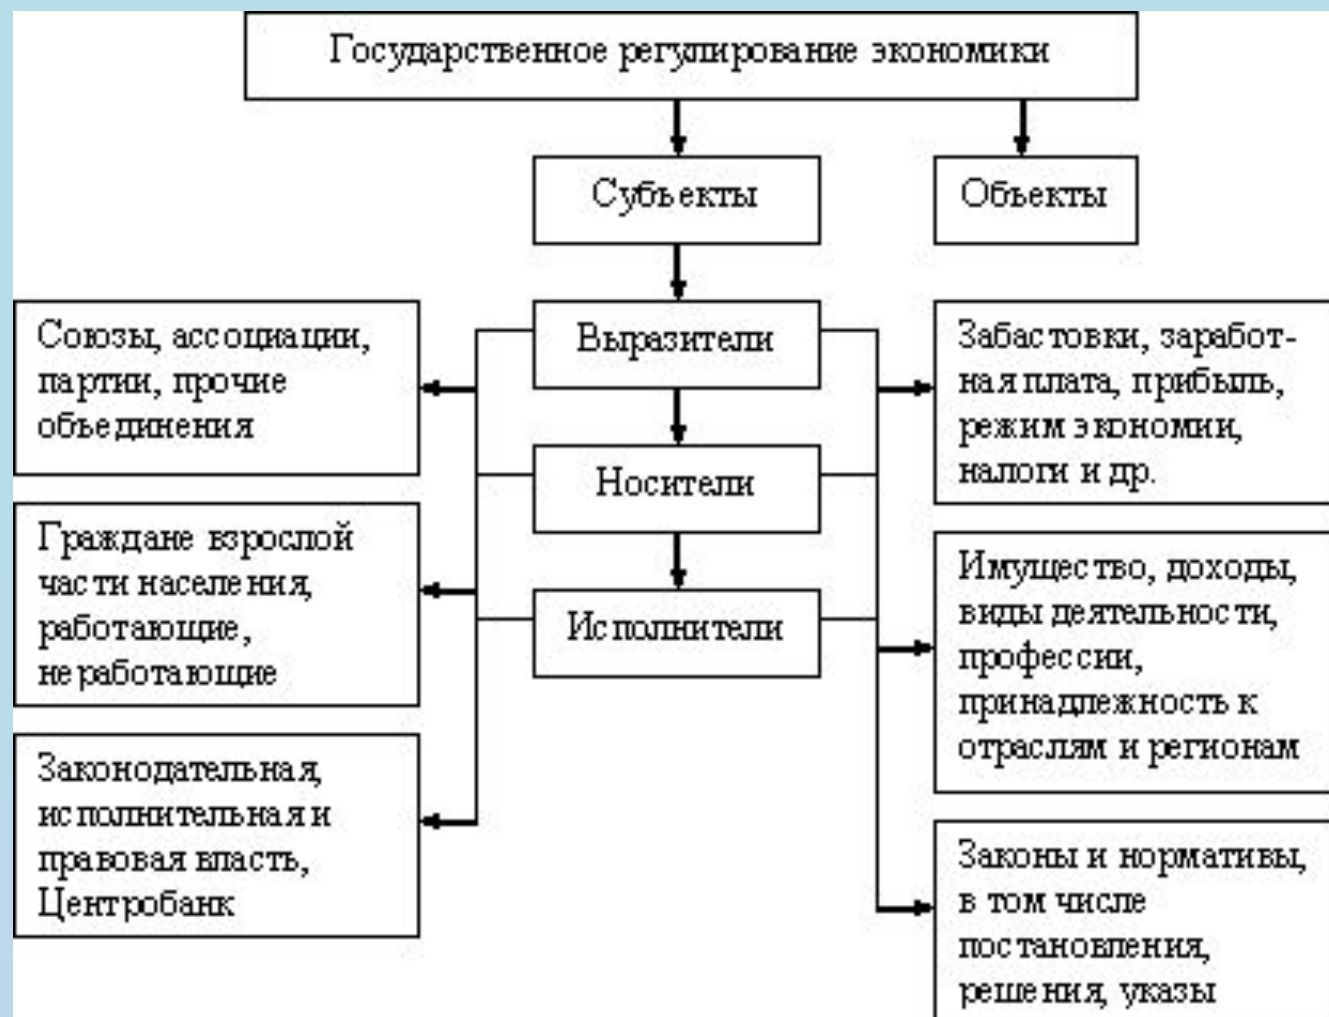 Государственное регулирование экономики
Субъекты
Объекты
Выразители
Носители
Исполнители
Союзы, ассоциации,
партии, прочие
объединения
Граждане взрослой
части населения,
работающие,
неработающие
Законодательная,
исполнительная и
правовая власть,
Центробанк
Забастовки, заработ-
ная плата, прибыль,
режим экономии,
налоги и др.
Имущество, доходы,
виды деятельности,
профессии,
принадлежность к
отраслям и регионам
Законы и нормативы,
в том числе
постановления,
решения, указы